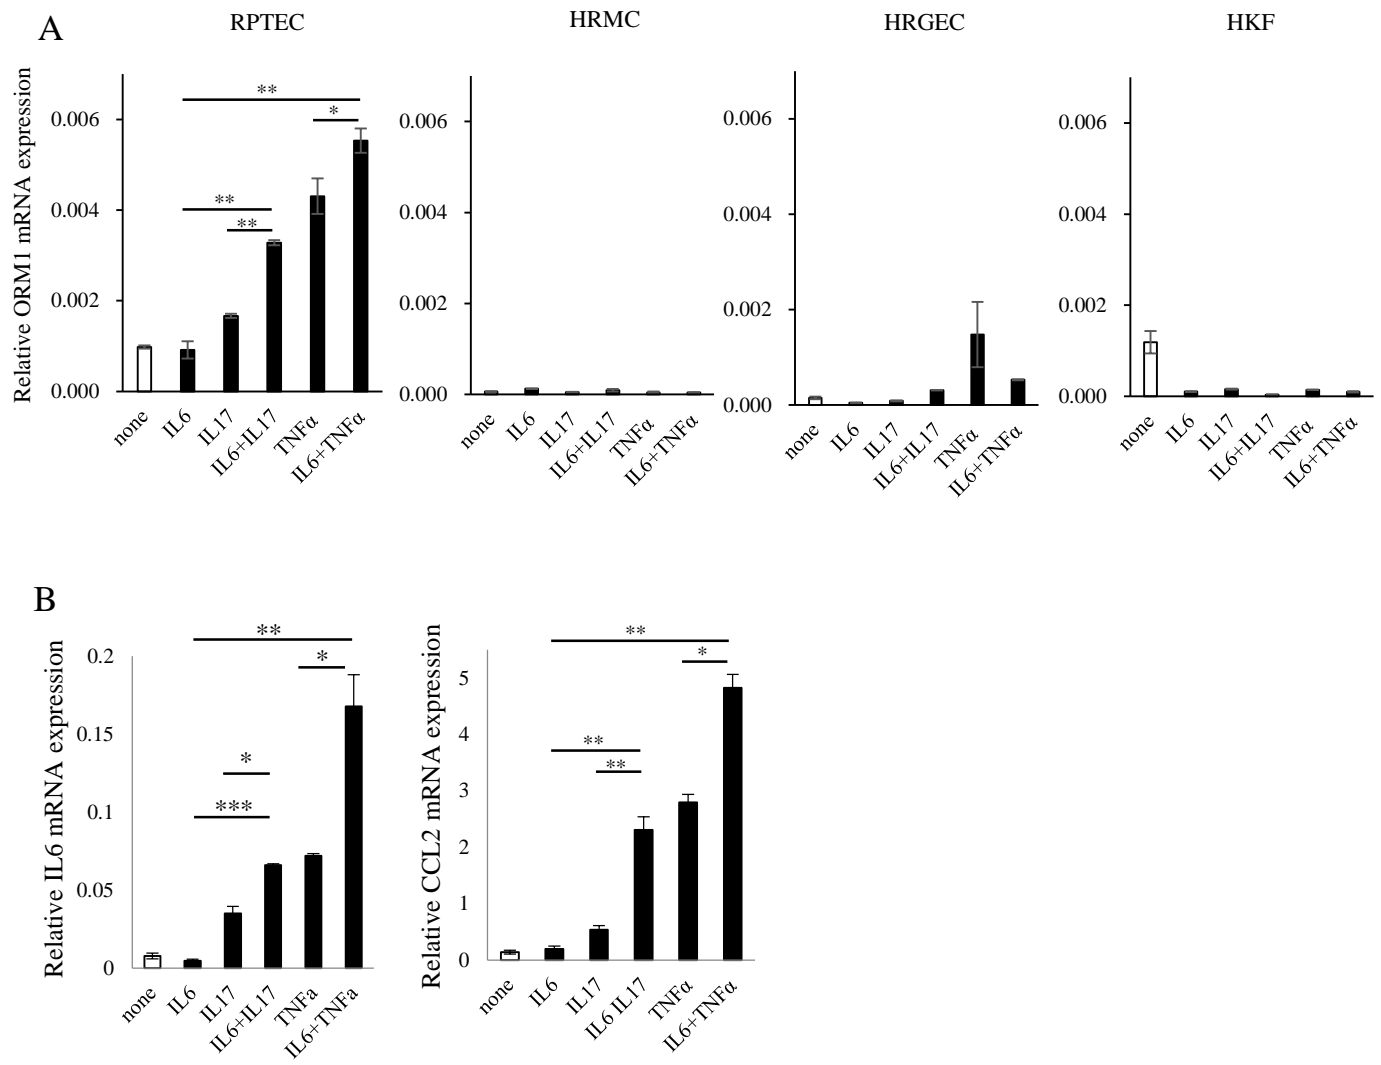 A
RPTEC
HRMC
HRGEC
HKF
Relative ORM1 mRNA expression
0.006
0.004
0.002
0.000
**
*
**
**
none
IL6
IL17
IL6+IL17
TNFα
IL6+TNFα
0.006
0.004
0.002
0.000
none
IL6
IL17
IL6+IL17
TNFα
IL6+TNFα
0.006
0.004
0.002
0.000
none
IL6
IL17
IL6+IL17
TNFα
IL6+TNFα
0.006
0.004
0.002
0.000
none
IL6
IL17
IL6+IL17
TNFα
IL6+TNFα
B
Relative IL6 mRNA expression
0.2
0.15
0.1
0.05
0
**
*
*
***
none
IL6
IL17
IL6+IL17
TNFa
IL6+TNFa
Relative CCL2 mRNA expression
5
4
3
2
1
0
**
*
**
**
none
IL6
IL17
IL6 IL17
TNFα
IL6+TNFα